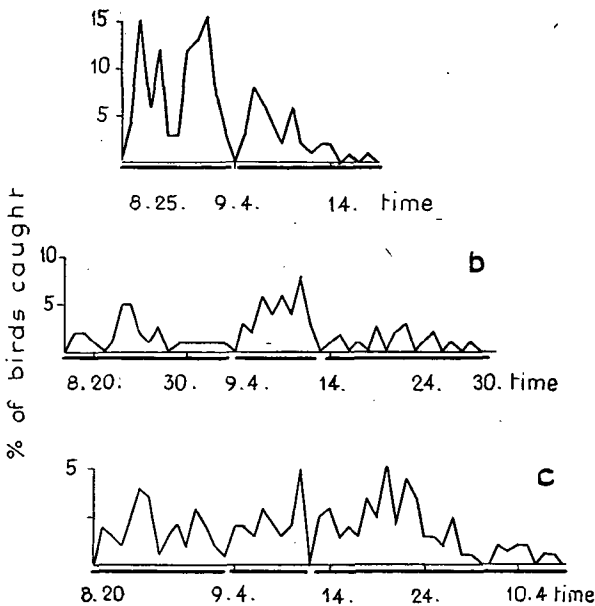 % of birds caught
15
10
5
8.25. 9.4. 14. time
10
5
b
8.20. 30. 9.4. 14. 24. 30. time
5
c
8.20 9.4. 14. 24. 10.4 time